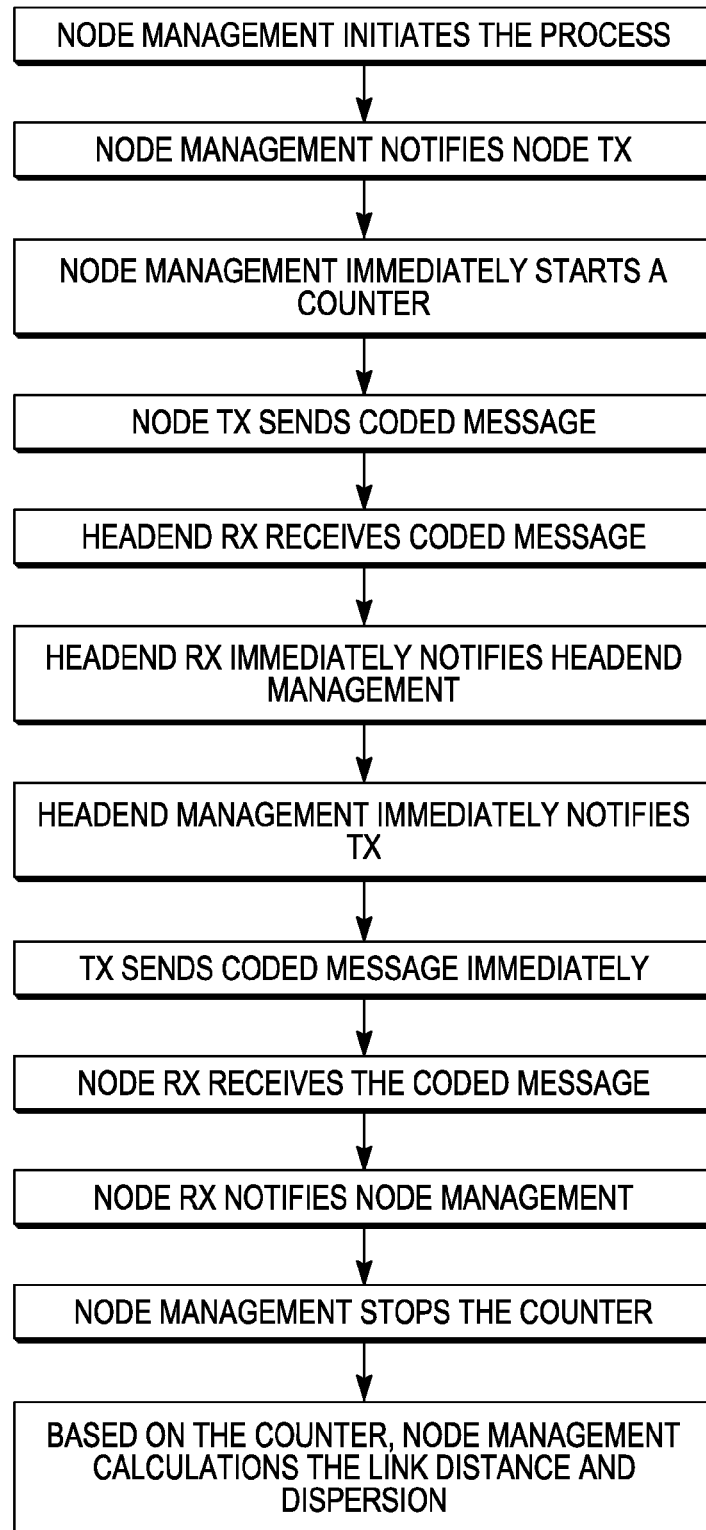 NODE MANAGEMENT INITIATES THE PROCESS
NODE MANAGEMENT NOTIFIES NODE TX
NODE MANAGEMENT IMMEDIATELY STARTS A
COUNTER
NODE TX SENDS CODED MESSAGE
HEADEND RX RECEIVES CODED MESSAGE
HEADEND RX IMMEDIATELY NOTIFIES HEADEND
MANAGEMENT
HEADEND MANAGEMENT IMMEDIATELY NOTIFIES
TX
TX SENDS CODED MESSAGE IMMEDIATELY
NODE RX RECEIVES THE CODED MESSAGE
NODE RX NOTIFIES NODE MANAGEMENT
NODE MANAGEMENT STOPS THE COUNTER
BASED ON THE COUNTER, NODE MANAGEMENT
CALCULATIONS THE LINK DISTANCE AND
DISPERSION